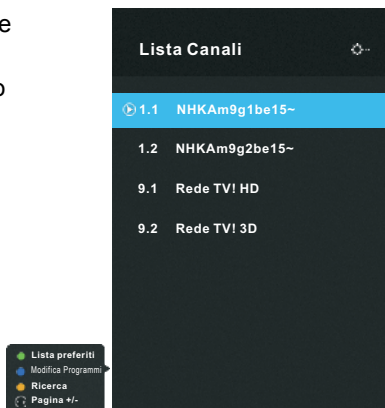 e
Lista Canali
o
1.1 NHKAm9g1be15~
1.2 NHKAm9g2be15~
9.1 Rede TV! HD
9.2 Rede TV! 3D
Lista preferiti
Modifica Programmi
Ricerca
Pagina +/-